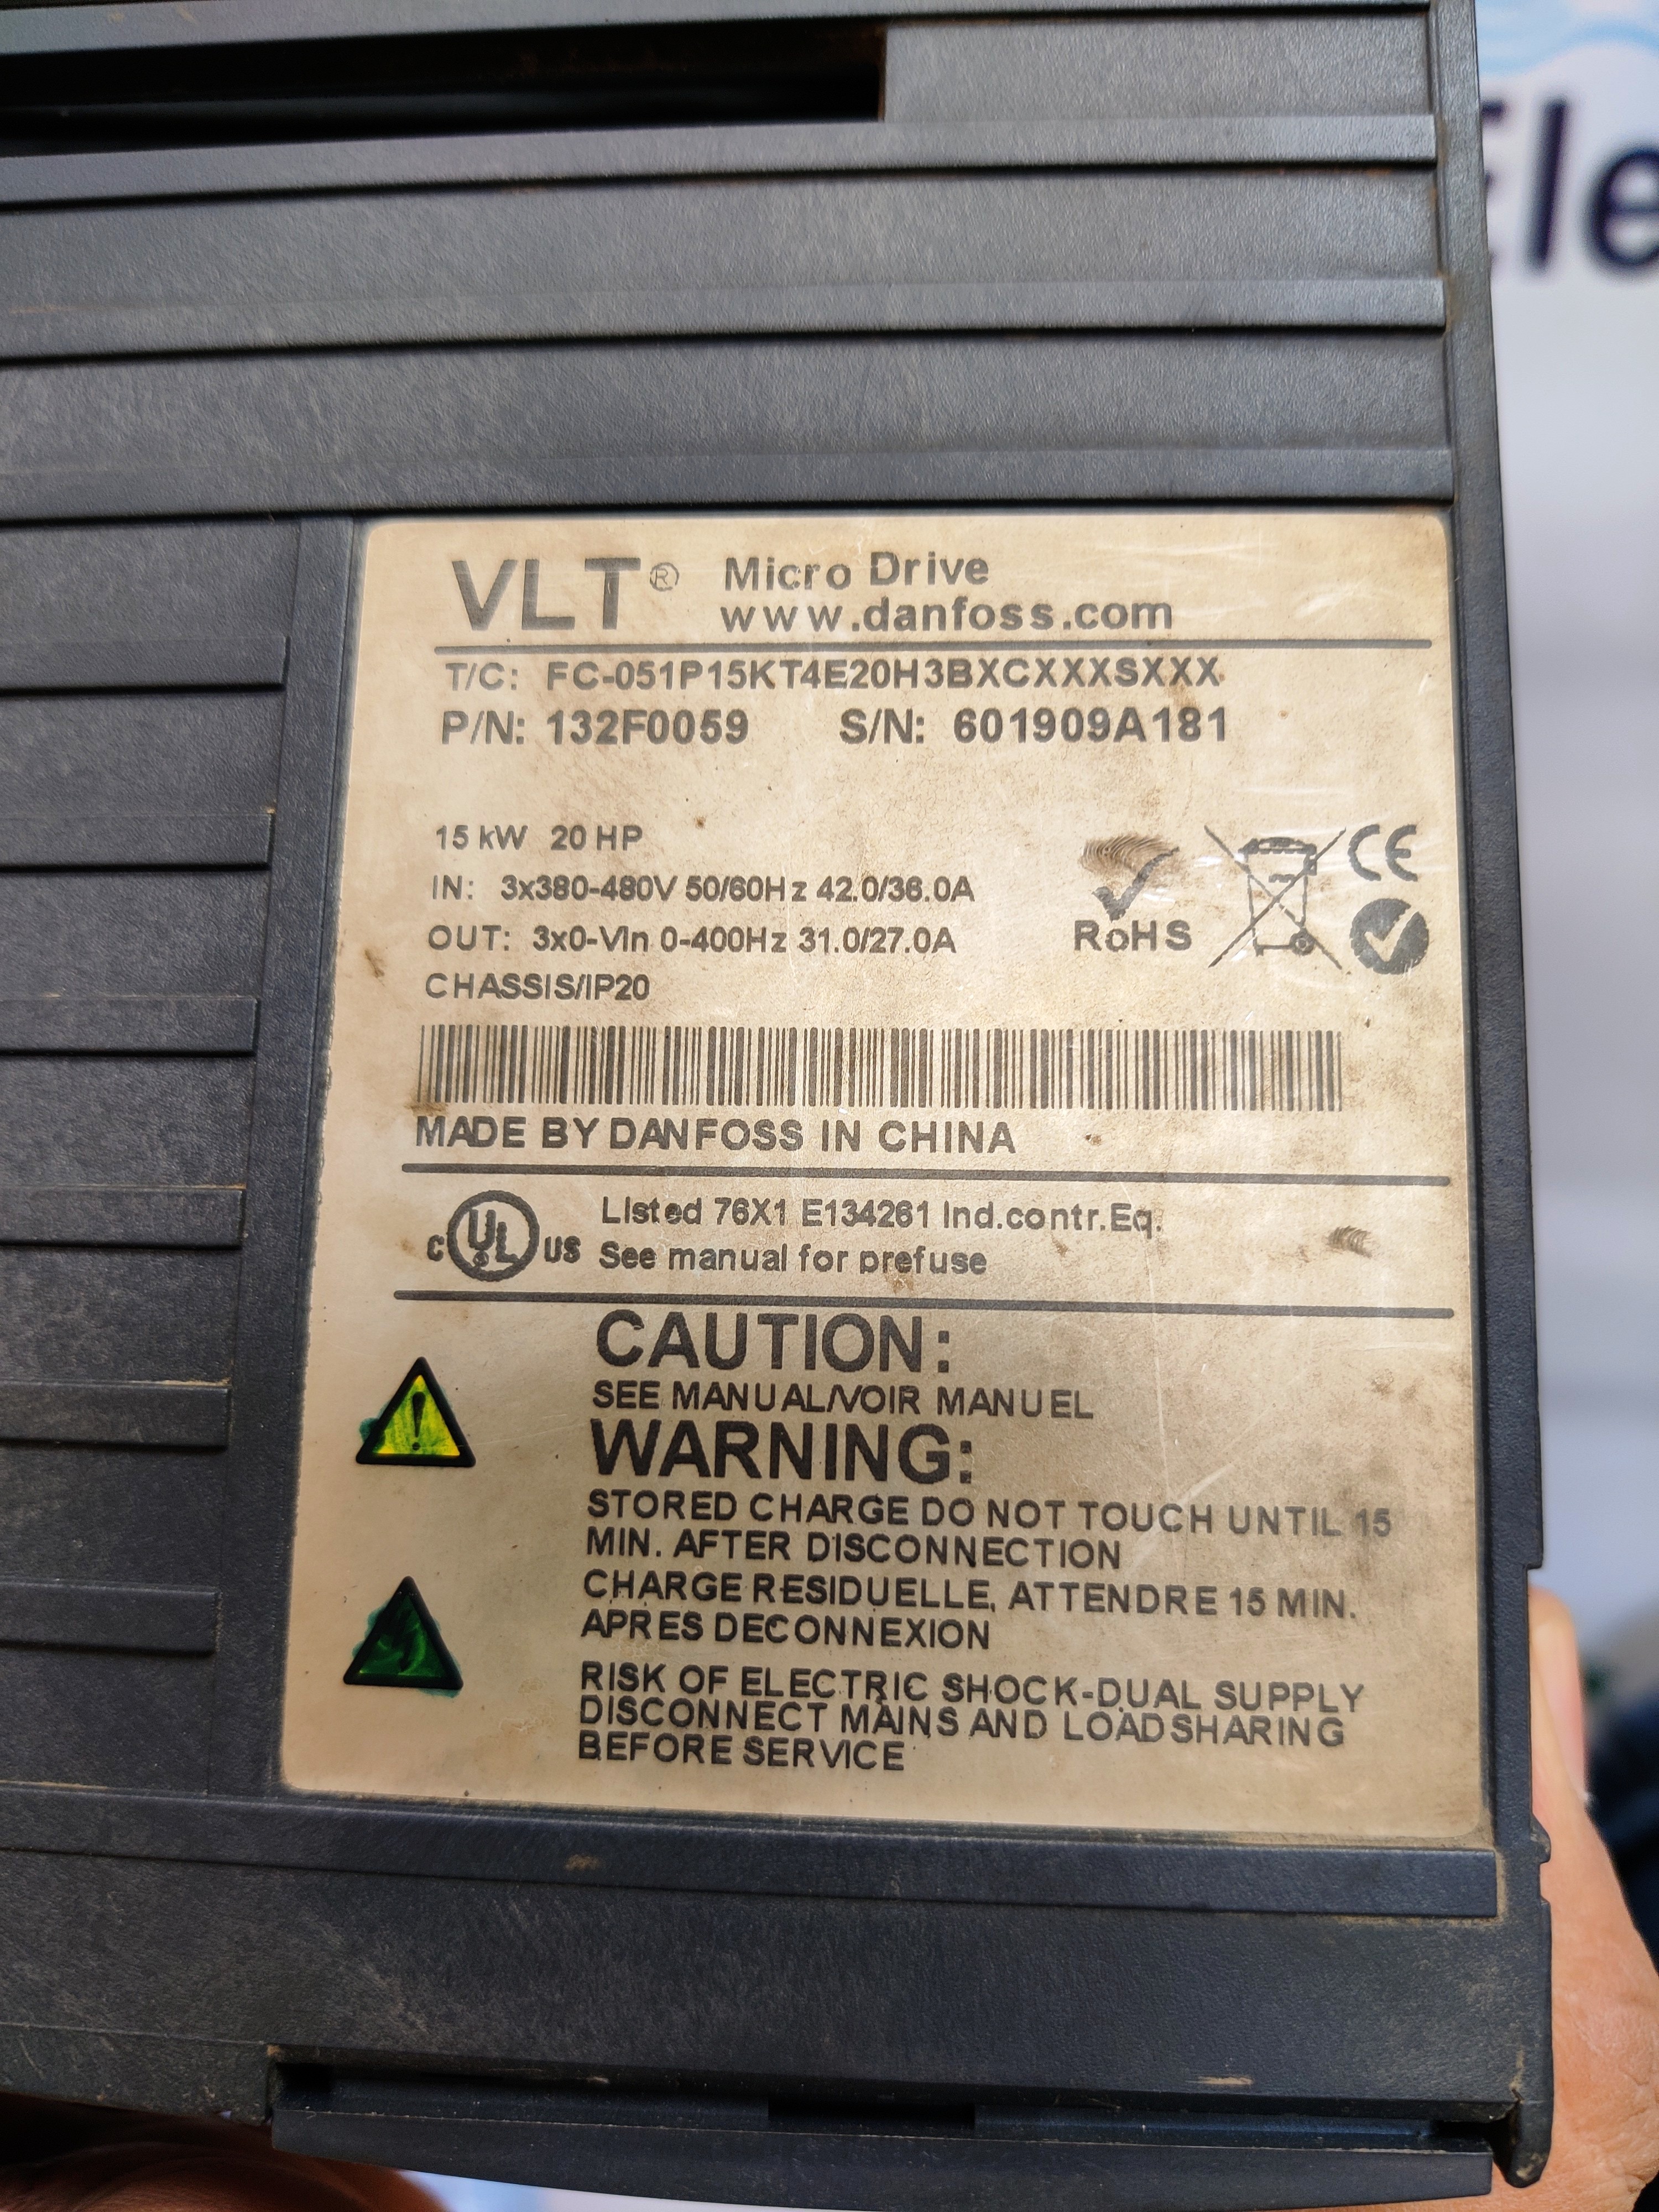 Ele
VLT® Micro Drive
www.danfoss.com
T/C: FC-051P15KT4E20H3BXCXXXSXXX
P/N: 132F0059 S/N: 601909A181
15 kW 20 HP
IN: 3x380-480V 50/60Hz 42.0/36.0A
OUT: 3x0-Vin 0-400Hz 31.0/27.0A
CHASSIS/IP20
RoHS
CE
MADE BY DANFOSS IN CHINA
C UL US Listed 76X1 E134261 Ind.contr.Eq.
See manual for prefuse
CAUTION:
SEE MANUAL/VOIR MANUEL
WARNING:
STORED CHARGE DO NOT TOUCH UNTIL 15
MIN. AFTER DISCONNECTION
CHARGE RESIDUELLE, ATTENDRE 15 MIN.
APRES DECONNEXION
RISK OF ELECTRIC SHOCK-DUAL SUPPLY
DISCONNECT MAINS AND LOADSHARING
BEFORE SERVICE